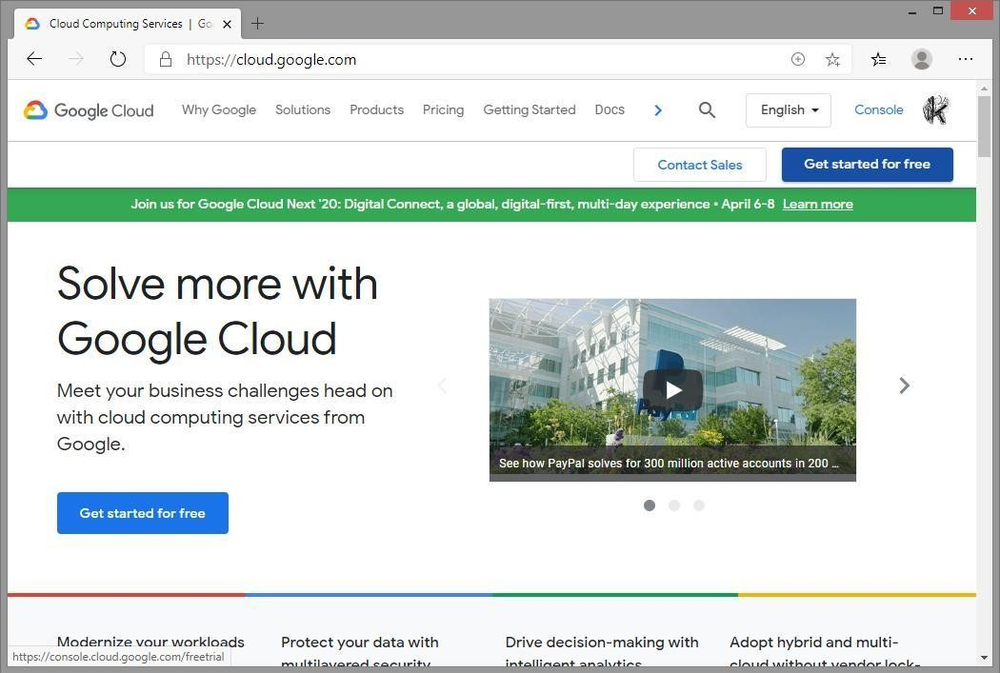 Cloud Computing Services | Go
https://cloud.google.com
Google Cloud Why Google Solutions Products Pricing Getting Started Docs English Console
Contact Sales Get started for free
Join us for Google Cloud Next '20: Digital Connect, a global, digital-first, multi-day experience • April 6-8 Learn more
Solve more with
Google Cloud
Meet your business challenges head on
with cloud computing services from
Google.
Get started for free
PayPal
See how PayPal solves for 300 million active accounts in 200 ...
Modernize your workloads
Protect your data with
multilayered security
Drive decision-making with
intelligent analytics
Adopt hybrid and multi-
cloud without vendor lock-
https://console.cloud.google.com/freetrial